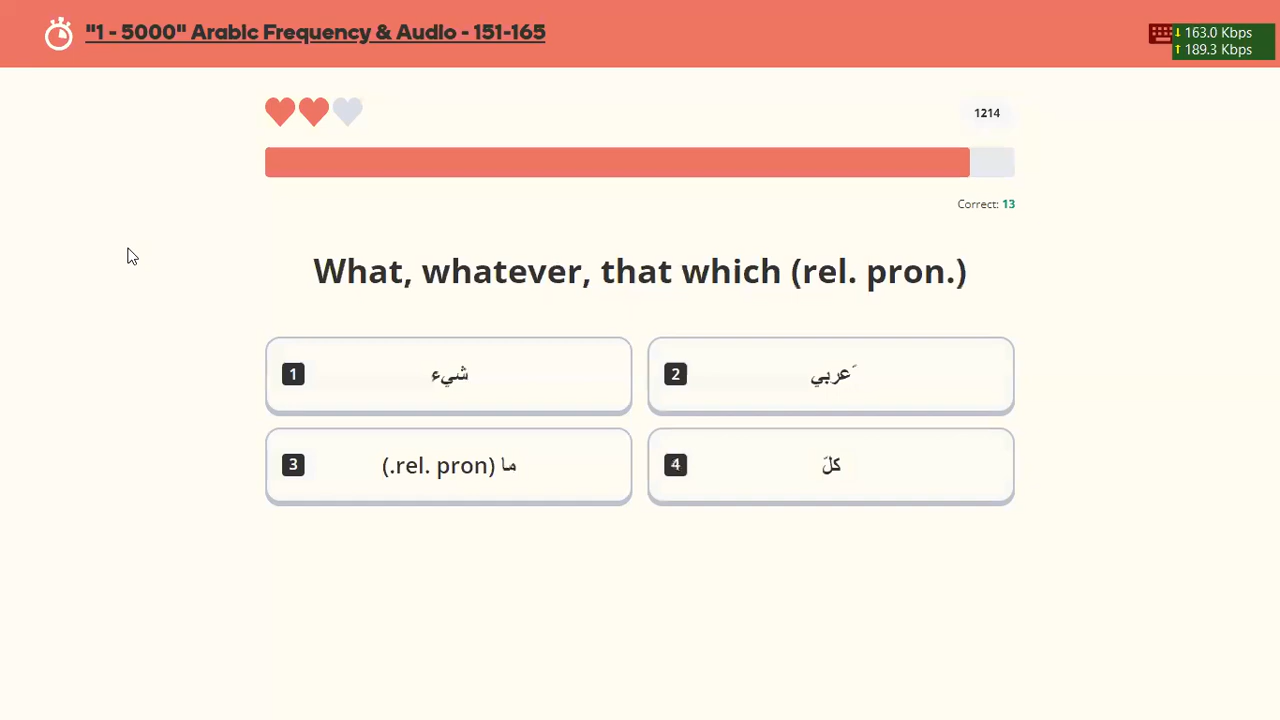 "1 - 5000" Arabic Frequency & Audio - 151-165
163.0 Kbps
189.3 Kbps
1214
Correct: 13
What, whatever, that which (rel. pron.)
1 شيء
2 َعربي
3 ما (rel. pron.)
4 كلّ